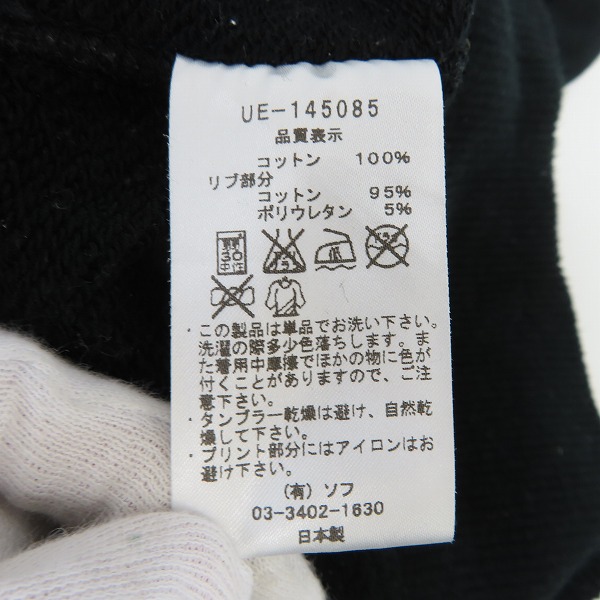 UE-145085
品質表示
コットン 100%
リブ部分
コットン 95%
ポリウレタン 5%
・この製品は単品でお洗い下さい。
洗濯の際多少色落ちします。ま
た着用中摩擦でほかの物に色が
付くことがありますので、ご注
意下さい。
・タンブラー乾燥は避け、自然乾
燥して下さい。
・プリント部分にはアイロンはお
避け下さい。
(有) ソフ
03-3402-1630
日本製